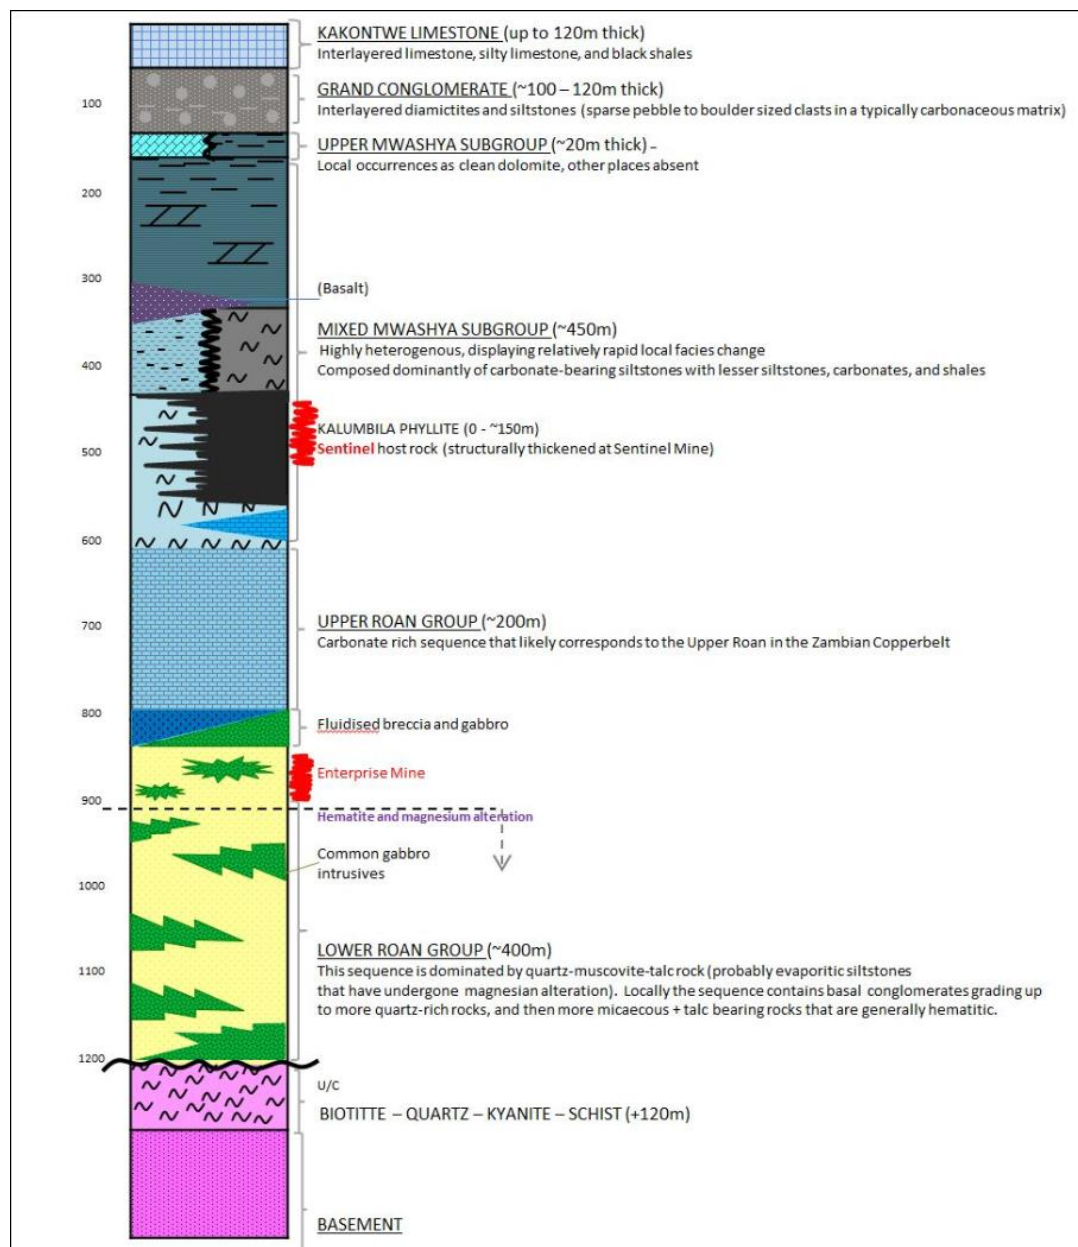 KAKONTWE LIMESTONE (up to 120m thick)
Interlayered limestone, silty limestone, and black shales
GRAND CONGLOMERATE (~100 – 120m thick)
100
Interlayered diamictites and siltstones (sparse pebble to boulder sized clasts in a typically carbonaceous matrix)
UPPER MWASHYA SUBGROUP (~20m thick) –
Local occurrences as clean dolomite, other places absent
200
300
(Basalt)
MIXED MWASHYA SUBGROUP (~450m)
Highly heterogenous, displaying relatively rapid local facies change
400
Composed dominantly of carbonate-bearing siltstones with lesser siltstones, carbonates, and shales
KALUMBILA PHYLLITE (0 - ~150m)
500
Sentinel host rock (structurally thickened at Sentinel Mine)
600
UPPER ROAN GROUP (~200m)
700
Carbonate rich sequence that likely corresponds to the Upper Roan in the Zambian Copperbelt
800
Fluidised breccia and gabbro
Enterprise Mine
900
Hematite and magnesium alteration
Common gabbro
intrusives
1000
LOWER ROAN GROUP (~400m)
1100
This sequence is dominated by quartz-muscovite-talc rock (probably evaporitic siltstones
that have undergone magnesian alteration). Locally the sequence contains basal conglomerates grading up
to more quartz-rich rocks, and then more micaecous + talc bearing rocks that are generally hematitic.
1200
U/C
BIOTITTE – QUARTZ – KYANITE – SCHIST (+120m)
BASEMENT